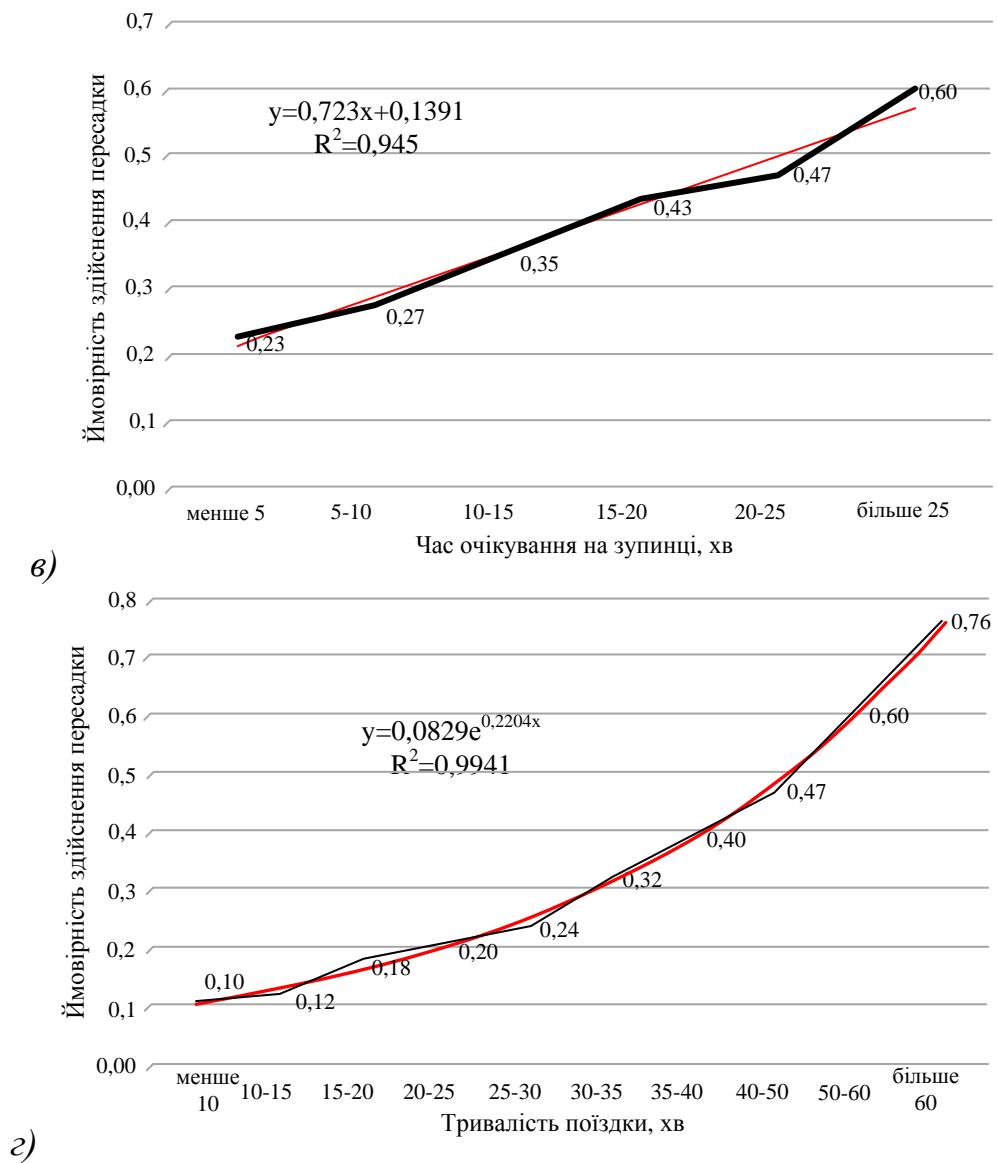 0,7
0,6
0,5
0,4
0,3
0,2
0,1
0,00
Ймовірність здійснення пересадки
y=0,723x+0,1391
R²=0,945
0,23
0,27
0,35
0,43
0,47
0,60
менше 5 5-10 10-15 15-20 20-25 більше 25
Час очікування на зупинці, хв
в)
0,8
0,7
0,6
0,5
0,4
0,3
0,2
0,1
0,00
Ймовірність здійснення пересадки
y=0,0829e^0,2204x
R²=0,9941
0,10
0,12
0,18
0,20
0,24
0,32
0,40
0,47
0,60
0,76
менше 10 10-15 15-20 20-25 25-30 30-35 35-40 40-50 50-60 більше 60
Тривалість поїздки, хв
г)